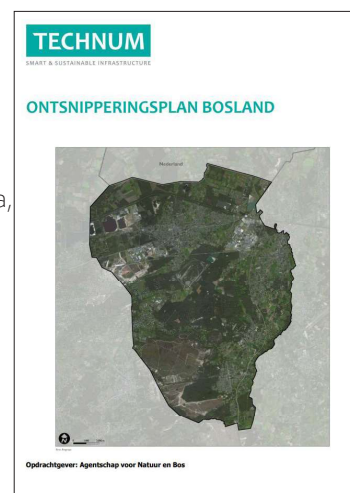 TECHNUM
SMART & SUSTAINABLE INFRASTRUCTURE
ONTSNIPPERINGSPLAN BOSLAND
a,
Nederland
Opdrachtgever: Agentschap voor Natuur en Bos